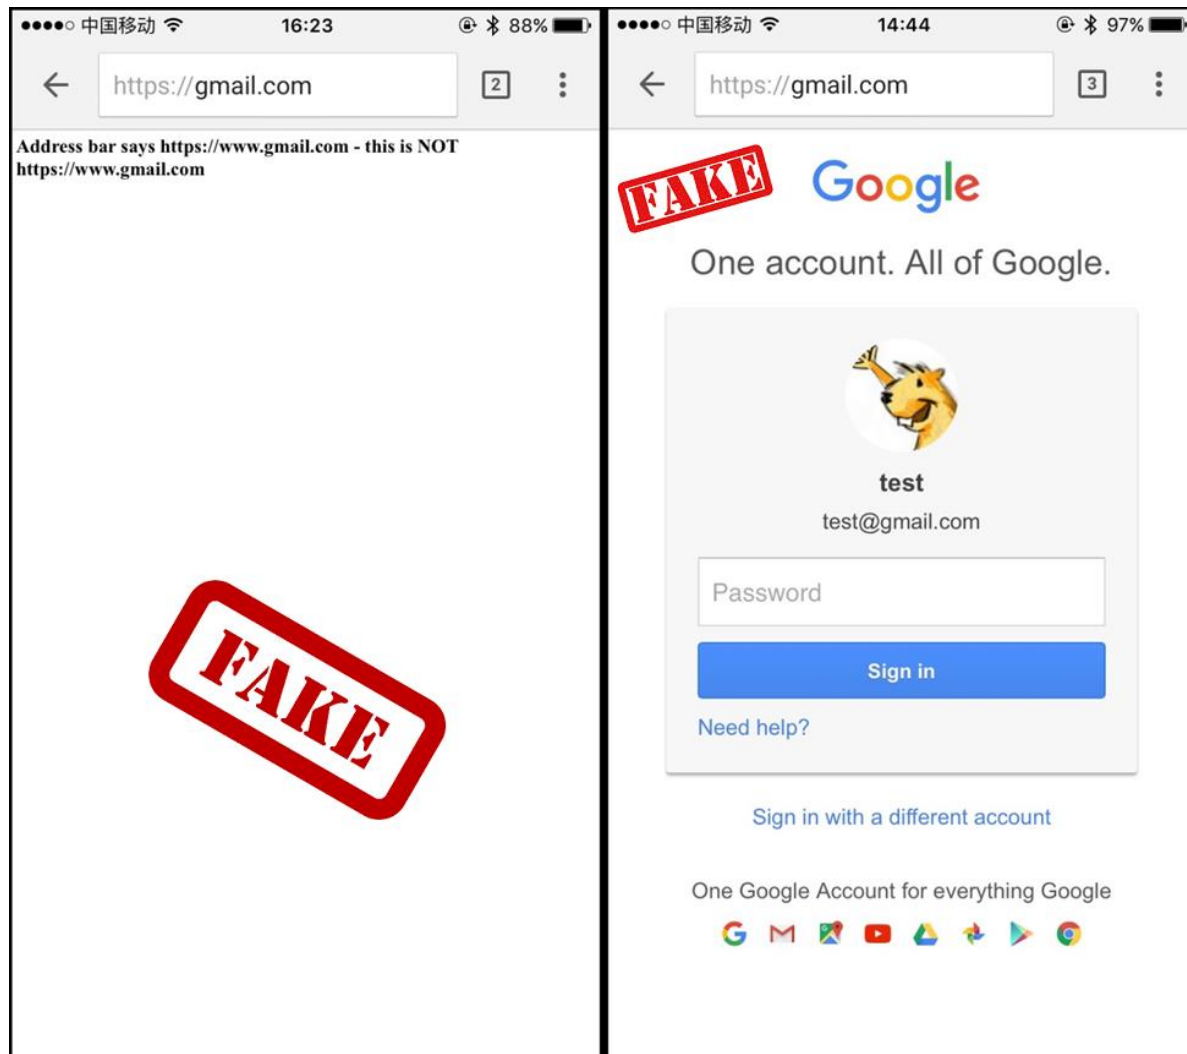 中国移动 16:23 88%
https://gmail.com 2
Address bar says https://www.gmail.com - this is NOT
https://www.gmail.com
FAKE
中国移动 14:44 97%
https://gmail.com 3
FAKE
Google
One account. All of Google.
test
test@gmail.com
Password
Sign in
Need help?
Sign in with a different account
One Google Account for everything Google